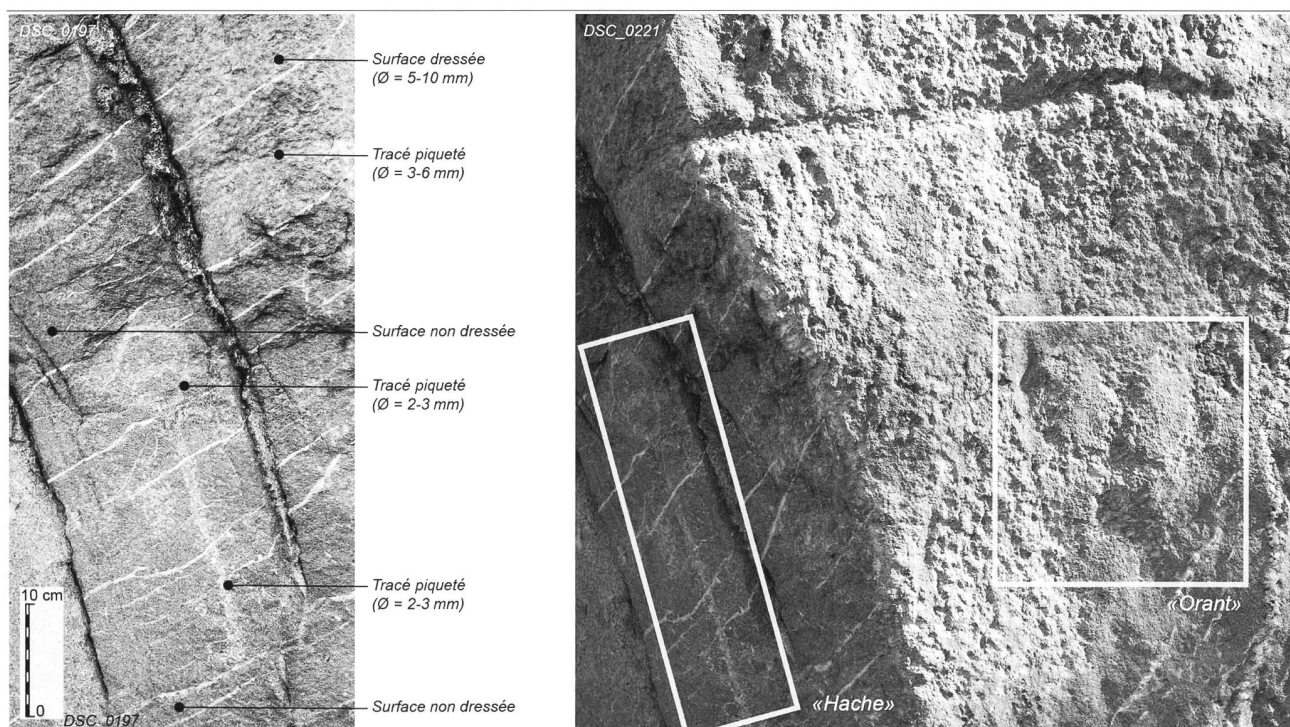 DSC_0197
Surface dressée
(Ø = 5-10 mm)
Tracé piqueté
(Ø = 3-6 mm)
Surface non dressée
Tracé piqueté
(Ø = 2-3 mm)
Tracé piqueté
(Ø = 2-3 mm)
Surface non dressée
10 cm
0
DSC_0197
DSC_0221
«Orant»
«Hache»